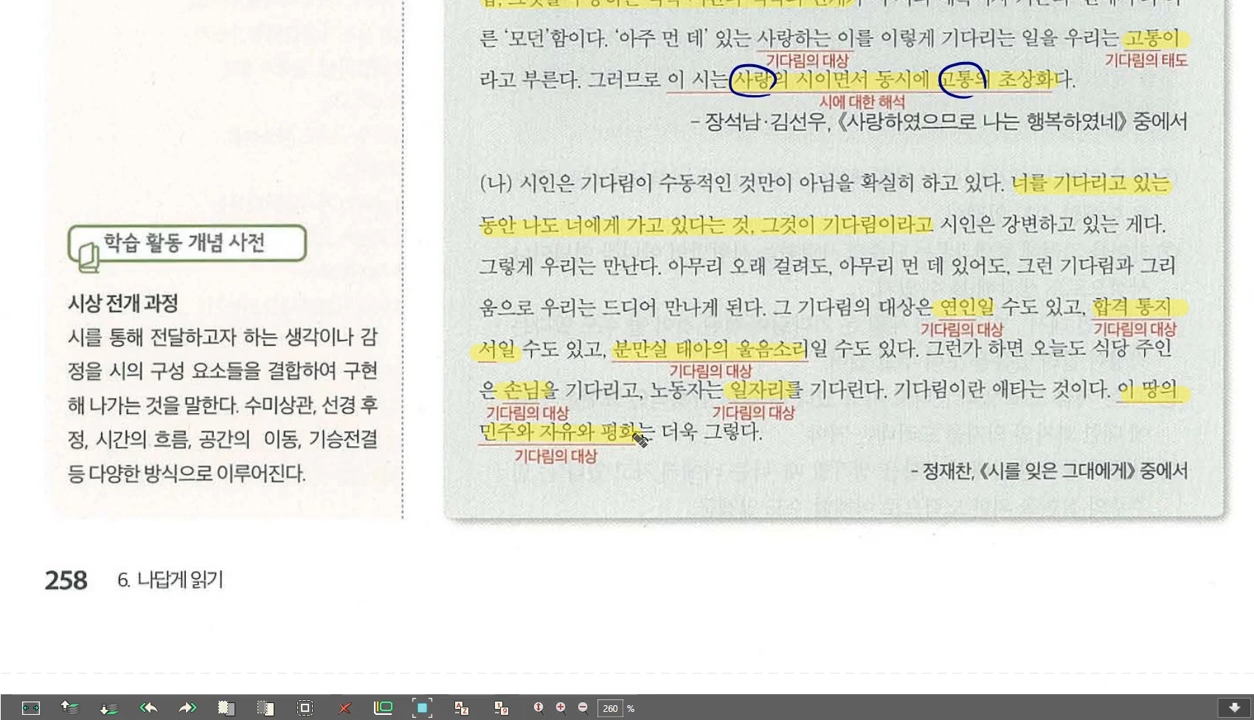 른 '모던'함이다. '아주 먼 데' 있는 사랑하는 이를 이렇게 기다리는 일을 우리는 고통이
기다림의 대상
기다림의 태도
라고 부른다. 그러므로 이 시는 사랑의 시이면서 동시에 고통의 초상화다.
시에 대한 해석
- 장석남·김선우, 《사랑하였으므로 나는 행복하였네》 중에서
(나) 시인은 기다림이 수동적인 것만이 아님을 확실히 하고 있다. 너를 기다리고 있는
동안 나도 너에게 가고 있다는 것, 그것이 기다림이라고 시인은 강변하고 있는 게다.
그렇게 우리는 만난다. 아무리 오래 걸려도, 아무리 먼 데 있어도, 그런 기다림과 그리
움으로 우리는 드디어 만나게 된다. 그 기다림의 대상은 연인일 수도 있고, 합격 통지
기다림의 대상
기다림의 대상
서일 수도 있고, 분만실 태아의 울음소리일 수도 있다. 그런가 하면 오늘도 식당 주인
기다림의 대상
은 손님을 기다리고, 노동자는 일자리를 기다린다. 기다림이란 애타는 것이다. 이 땅의
기다림의 대상
기다림의 대상
민주와 자유와 평화는 더욱 그렇다.
기다림의 대상
- 정재찬, 《시를 잊은 그대에게》 중에서
학습 활동 개념 사전
시상 전개 과정
시를 통해 전달하고자 하는 생각이나 감
정을 시의 구성 요소들을 결합하여 구현
해 나가는 것을 말한다. 수미상관, 선경 후
정, 시간의 흐름, 공간의 이동, 기승전결
등 다양한 방식으로 이루어진다.
258 6. 나답게 읽기
260 %